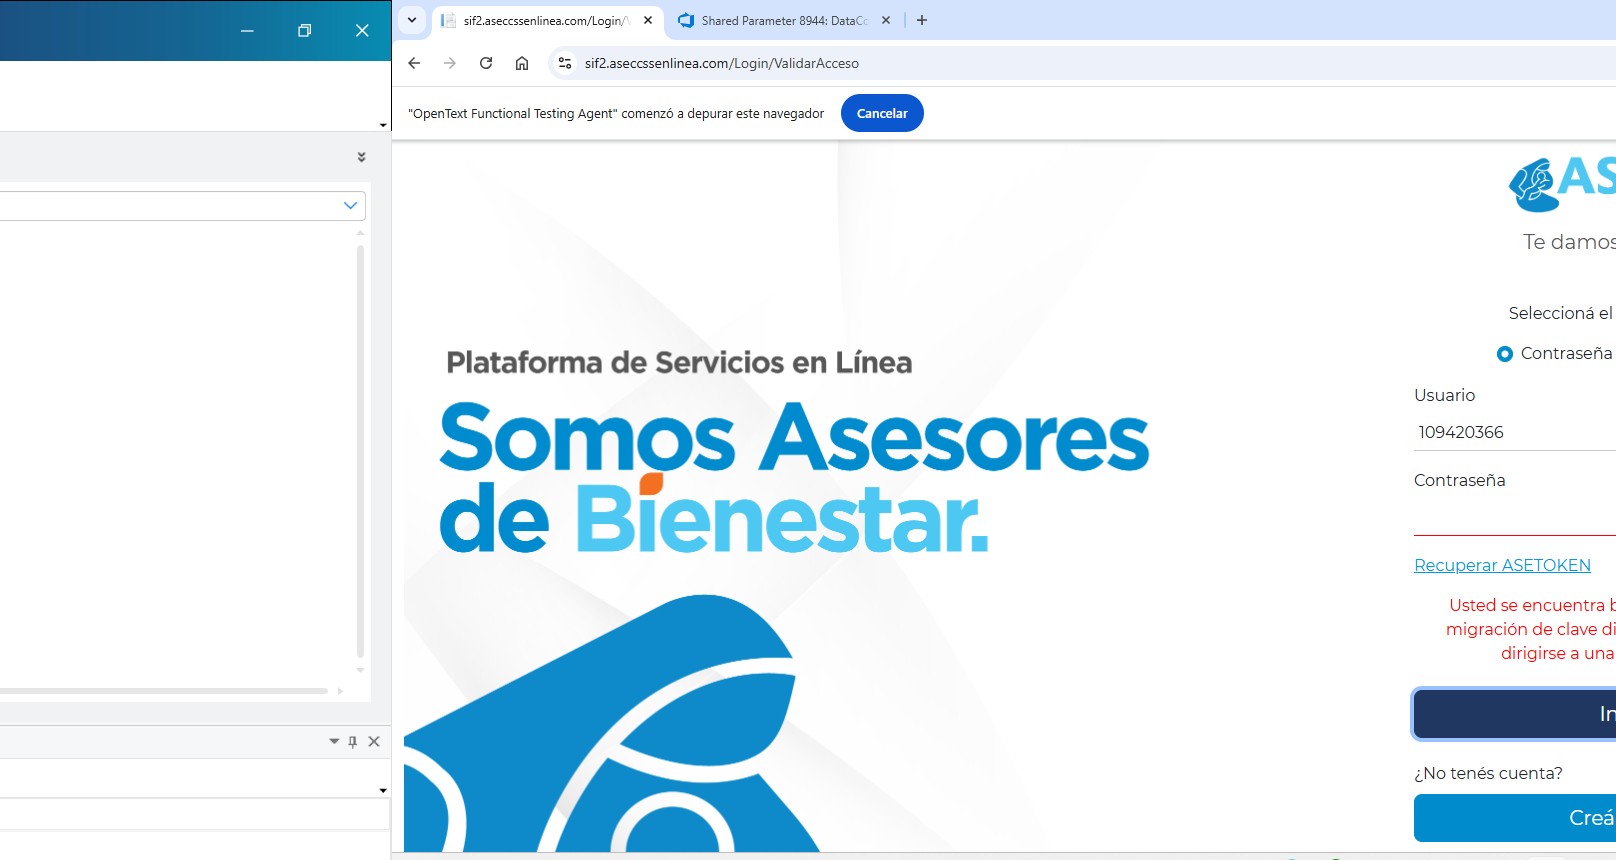 sif2.aseccssenlinea.com/Login/V
Shared Parameter 8944: DataCo
sif2.aseccssenlinea.com/Login/ValidarAcceso
"OpenText Functional Testing Agent" comenzó a depurar este navegador
Cancelar
AS
Te damos
Seleccioná el
Contraseña
Usuario
109420366
Contraseña
Recuperar ASETOKEN
Usted se encuentra b
migración de clave di
dirigirse a una
In
¿No tenés cuenta?
Creá
Plataforma de Servicios en Línea
Somos Asesores
de Bienestar.